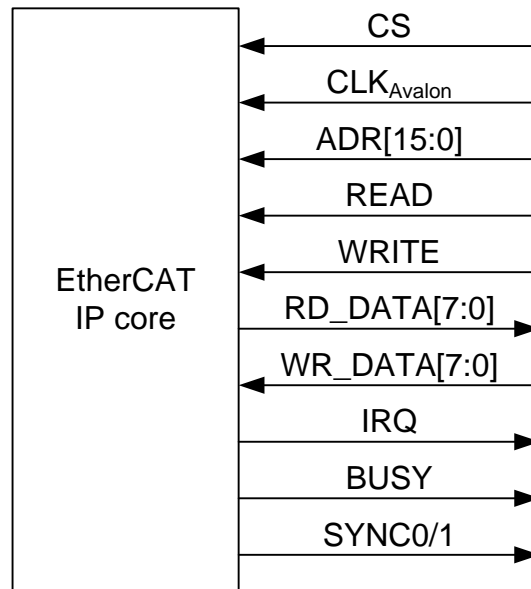 CS
CLKAvalon
ADR[15:0]
READ
WRITE
EtherCAT
IP core
RD_DATA[7:0]
WR_DATA[7:0]
IRQ
BUSY
SYNC0/1